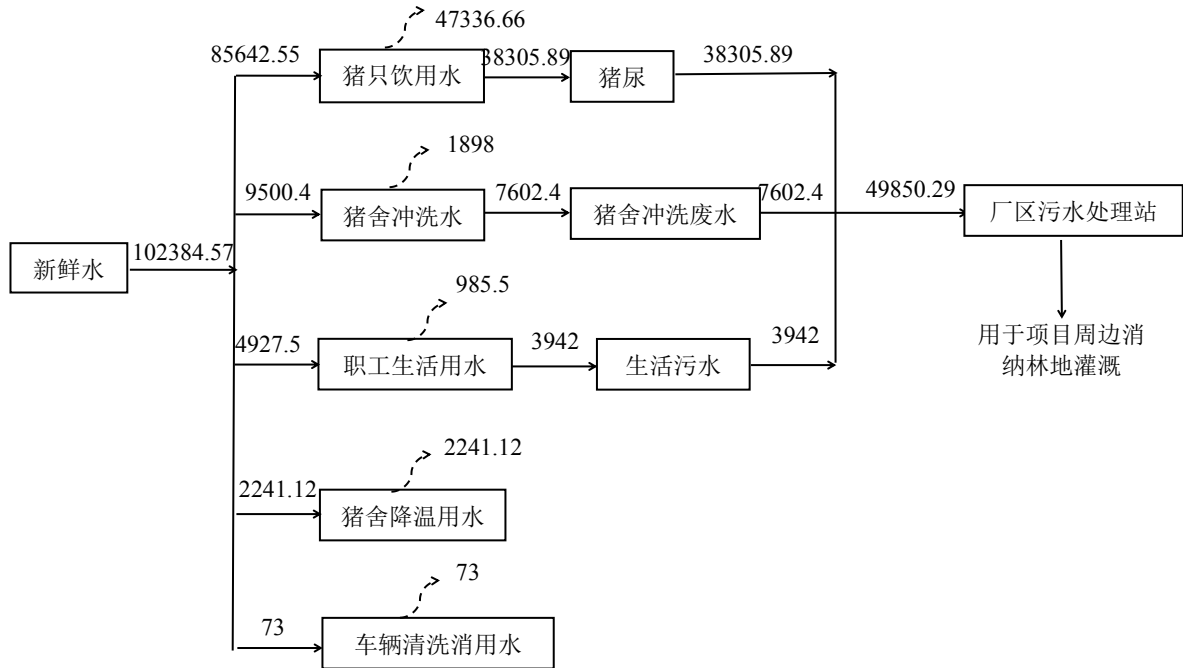 47336.66
85642.55
猪只饮用水
38305.89
猪尿
38305.89
1898
9500.4
猪舍冲洗水
7602.4
猪舍冲洗废水
7602.4
49850.29
厂区污水处理站
新鲜水
102384.57
985.5
4927.5
职工生活用水
3942
生活污水
3942
用于项目周边消
纳林地灌溉
2241.12
2241.12
猪舍降温用水
73
73
车辆清洗消用水